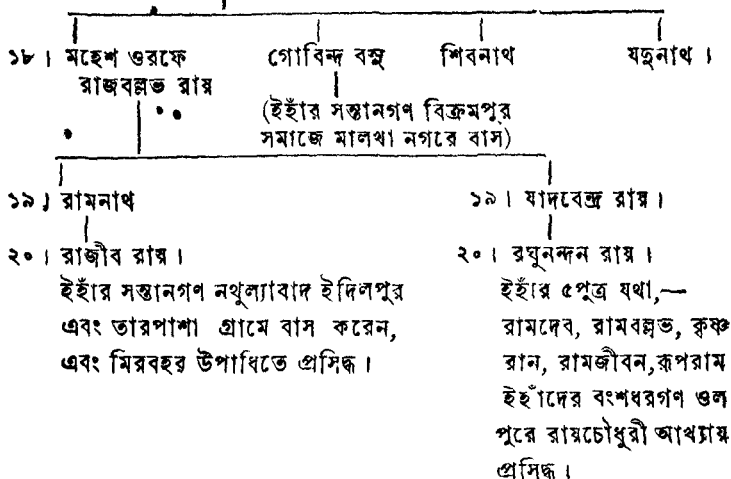 ১৮। মহেশ ওরফে গোবিন্দ বসু শিবনাথ যদুনাথ।
রাজবল্লভ রায়
(ইহাঁর সন্তানগণ বিক্রমপুর
সমাজে মালথা নগরে বাস)
১৯। রামনাথ ১৯। যাদবেন্দ্র রায়।
২০। রাজীব রায়। ২০। রঘুনন্দন রায়।
ইহাঁর সন্তানগণ নথুল্যাবাদ ইদিলপুর
এবং তারপাশা গ্রামে বাস করেন,
এবং মিরবহর উপাধিতে প্রসিদ্ধ।
ইহাঁর ৫পুত্র যথা,—
রামদেব, রামবল্লভ, কৃষ্ণ
রান, রামজীবন, রূপরাম
ইহাঁদের বংশধরগণ ওল
পুরে রায়চৌধুরী আখ্যায়
প্রসিদ্ধ।